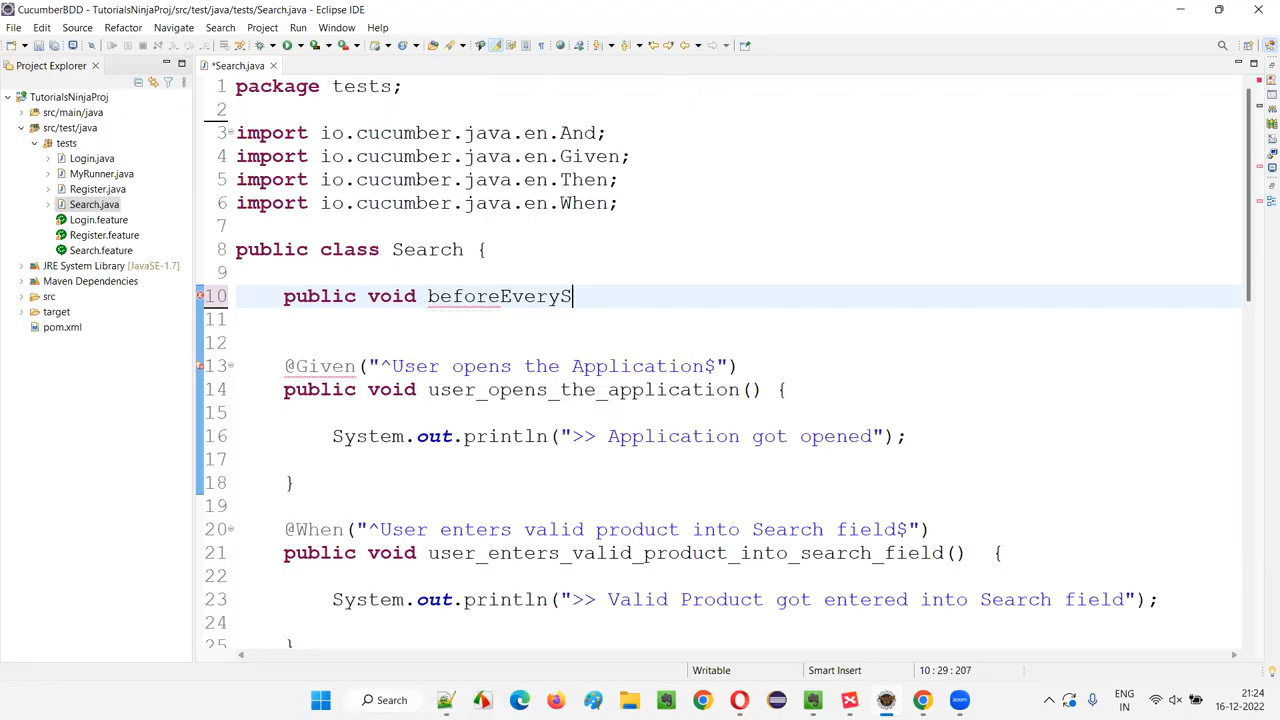 CucumberBDD - TutorialsNinjaProj/src/test/java/tests/Search.java - Eclipse IDE
File Edit Source Refactor Navigate Search Project Run Window Help
Project Explorer
*Search.java
TutorialsNinjaProj
src/main/java
src/test/java
tests
Login.java
MyRunner.java
Register.java
Search.java
Login.feature
Register.feature
Search.feature
JRE System Library [JavaSE-1.7]
Maven Dependencies
src
target
pom.xml
1 package tests;
2
3 import io.cucumber.java.en.And;
4 import io.cucumber.java.en.Given;
5 import io.cucumber.java.en.Then;
6 import io.cucumber.java.en.When;
7
8 public class Search {
9
10 public void beforeEveryS
11
12
13 @Given("^User opens the Application$")
14 public void user_opens_the_application() {
15
16 System.out.println(">> Application got opened");
17
18 }
19
20 @When("^User enters valid product into Search field$")
21 public void user_enters_valid_product_into_search_field() {
22
23 System.out.println(">> Valid Product got entered into Search field");
24
25 }
Writable Smart Insert 10 : 29 : 207
Search
ENG
IN
21:24
16-12-2022